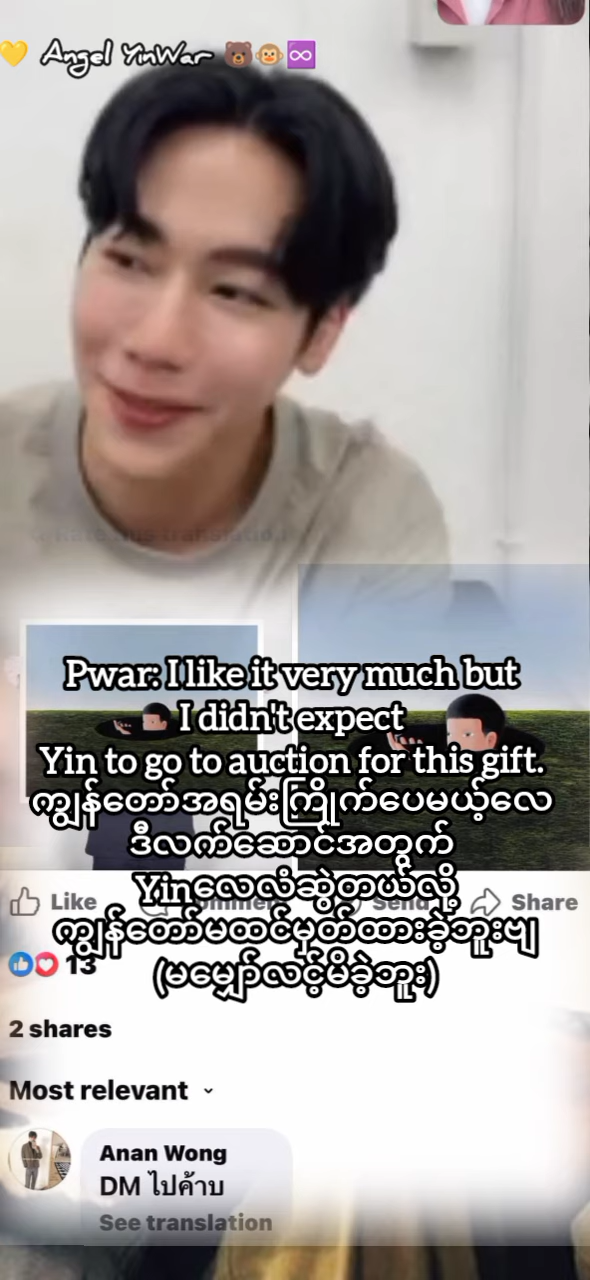 💛 Angel YinWar 🐻🐵♾️
Pwar: I like it very much but
I didn't expect
Yin to go to auction for this gift.
ကျွန်တော်အရမ်းကြိုက်ပေမယ့်လေ
ဒီလက်ဆောင်အတွက်
Yinလေလံဆွဲတယ်လို့
ကျွန်တော်မထင်မှတ်ထားခဲ့ဘူးဗျ
(မမျှော်လင့်မိခဲ့ဘူး)
Like Comment Send Share
13
2 shares
Most relevant
Anan Wong
DM ไปค้าบ
See translation